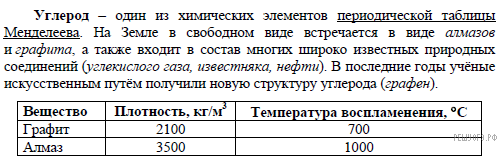 Углерод – один из химических элементов периодической таблицы
Менделеева. На Земле в свободном виде встречается в виде алмазов
и графита, а также входит в состав многих широко известных природных
соединений (углекислого газа, известняка, нефти). В последние годы учёные
искусственным путём получили новую структуру углерода (графен).
Вещество Плотность, кг/м³ Температура воспламенения, °С
Графит 2100 700
Алмаз 3500 1000
РЕШУОГЭ.РФ